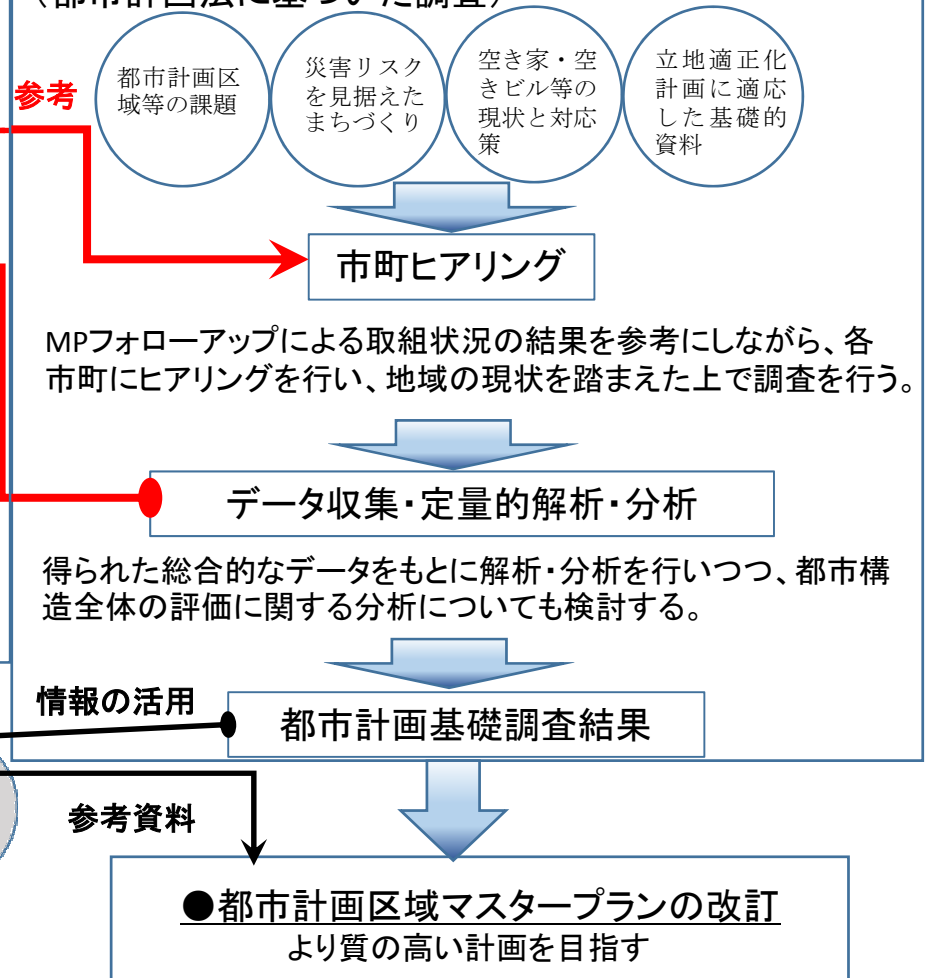 （都市計画法に基づいた調査）
参考
都市計画区
域等の課題
災害リスク
を見据えた
まちづくり
空き家・空
きビル等の
現状と対応
策
立地適正化
計画に適応
した基礎的
資料
市町ヒアリング
MPフォローアップによる取組状況の結果を参考にしながら、各
市町にヒアリングを行い、地域の現状を踏まえた上で調査を行う。
データ収集・定量的解析・分析
得られた総合的なデータをもとに解析・分析を行いつつ、都市構
造全体の評価に関する分析についても検討する。
情報の活用
都市計画基礎調査結果
参考資料
●都市計画区域マスタープランの改訂
より質の高い計画を目指す